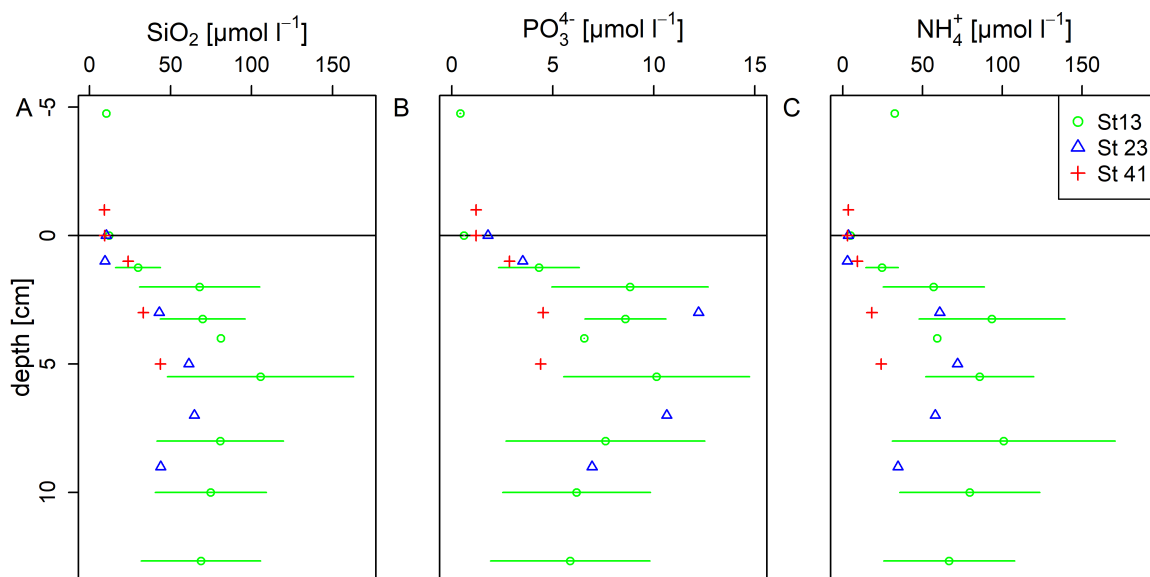 SiO₂ [µmol l⁻¹] PO₃⁴⁻ [µmol l⁻¹] NH₄⁺ [µmol l⁻¹]
0 50 100 150 0 5 10 15 0 50 100 150
A B C
-5
0
5
10
depth [cm]
St13
St 23
St 41